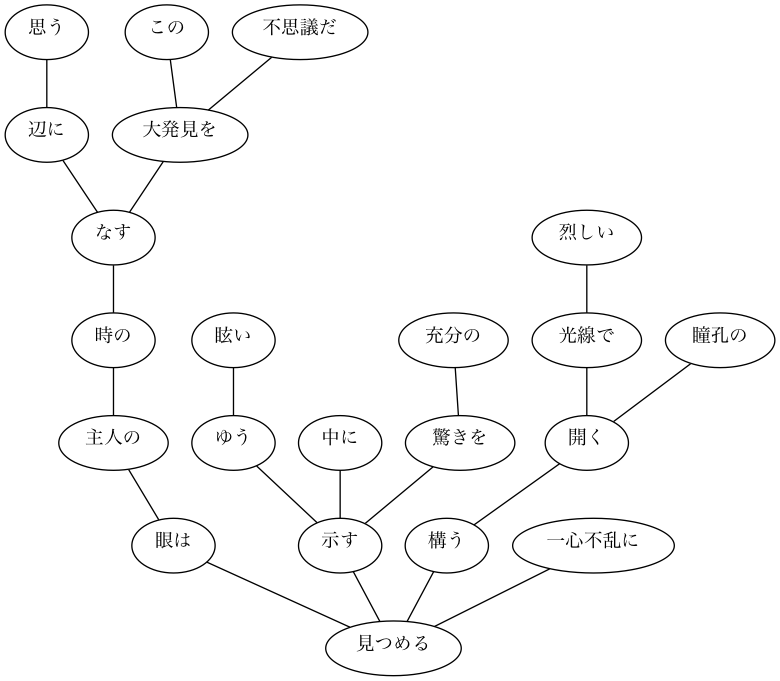 思う
この
不思議だ
辺に
大発見を
なす
烈しい
時の
眩い
充分の
光線で
瞳孔の
主人の
ゆう
中に
驚きを
開く
眼は
示す
構う
一心不乱に
見つめる